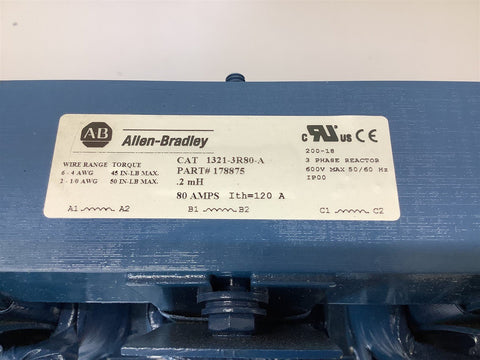 AB Allen-Bradley
c RU US CE
WIRE RANGE TORQUE
6 - 4 AWG 45 IN-LB MAX.
2 - 1.0 AWG 50 IN-LB MAX.
CAT 1321-3R80-A
PART# 178875
.2 mH
80 AMPS Ith=120 A
200-18
3 PHASE REACTOR
600V MAX 50/60 Hz
IP00
A1 A2
B1 B2
C1 C2